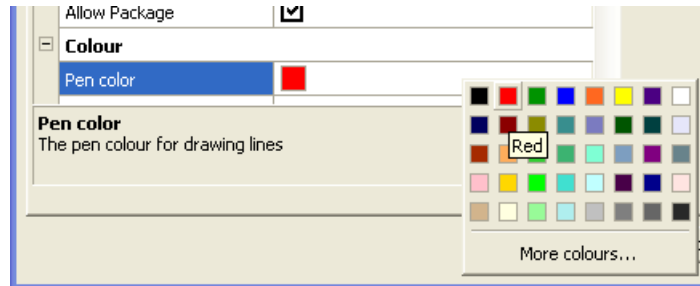 Allow Package
Colour
Pen color
Pen color
The pen colour for drawing lines
Red
More colours...